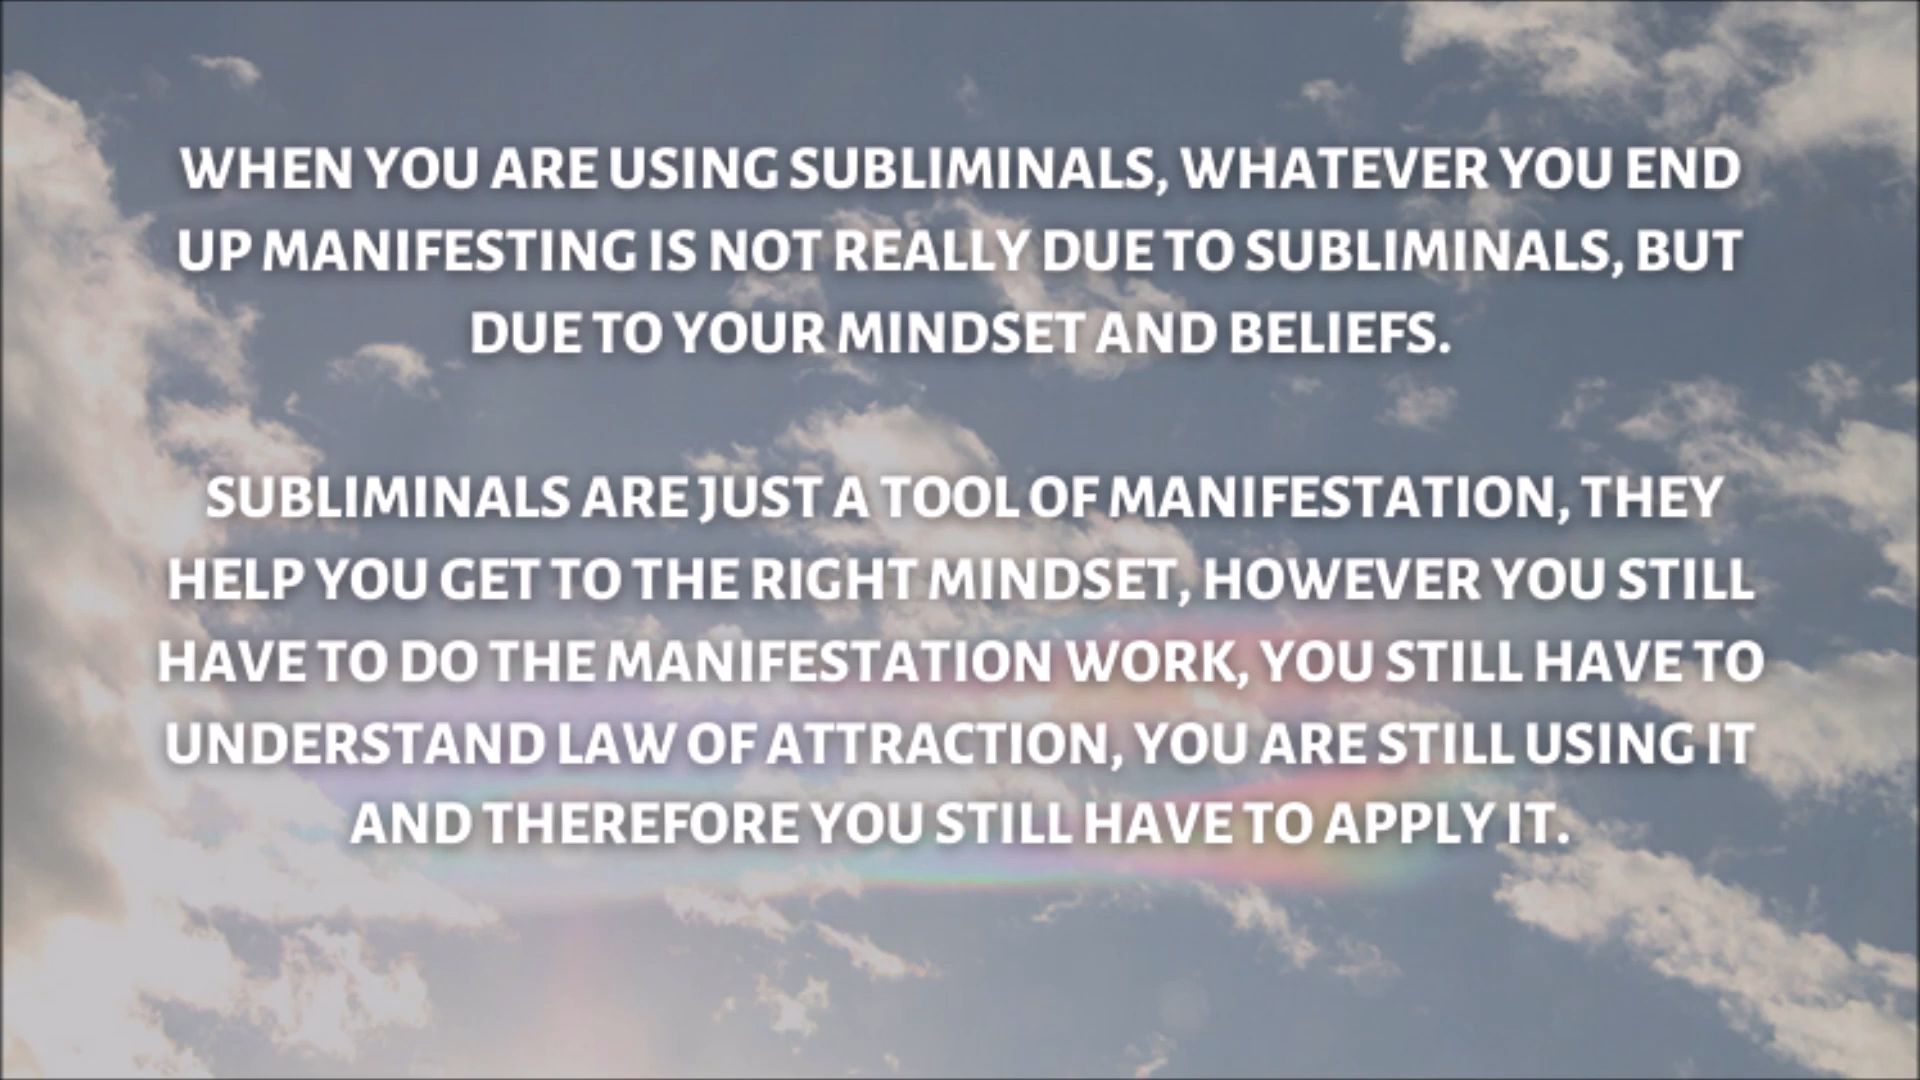 WHEN YOU ARE USING SUBLIMINALS, WHATEVER YOU END
UP MANIFESTING IS NOT REALLY DUE TO SUBLIMINALS, BUT
DUE TO YOUR MINDSET AND BELIEFS.
SUBLIMINALS ARE JUST A TOOL OF MANIFESTATION, THEY
HELP YOU GET TO THE RIGHT MINDSET, HOWEVER YOU STILL
HAVE TO DO THE MANIFESTATION WORK, YOU STILL HAVE TO
UNDERSTAND LAW OF ATTRACTION, YOU ARE STILL USING IT
AND THEREFORE YOU STILL HAVE TO APPLY IT.